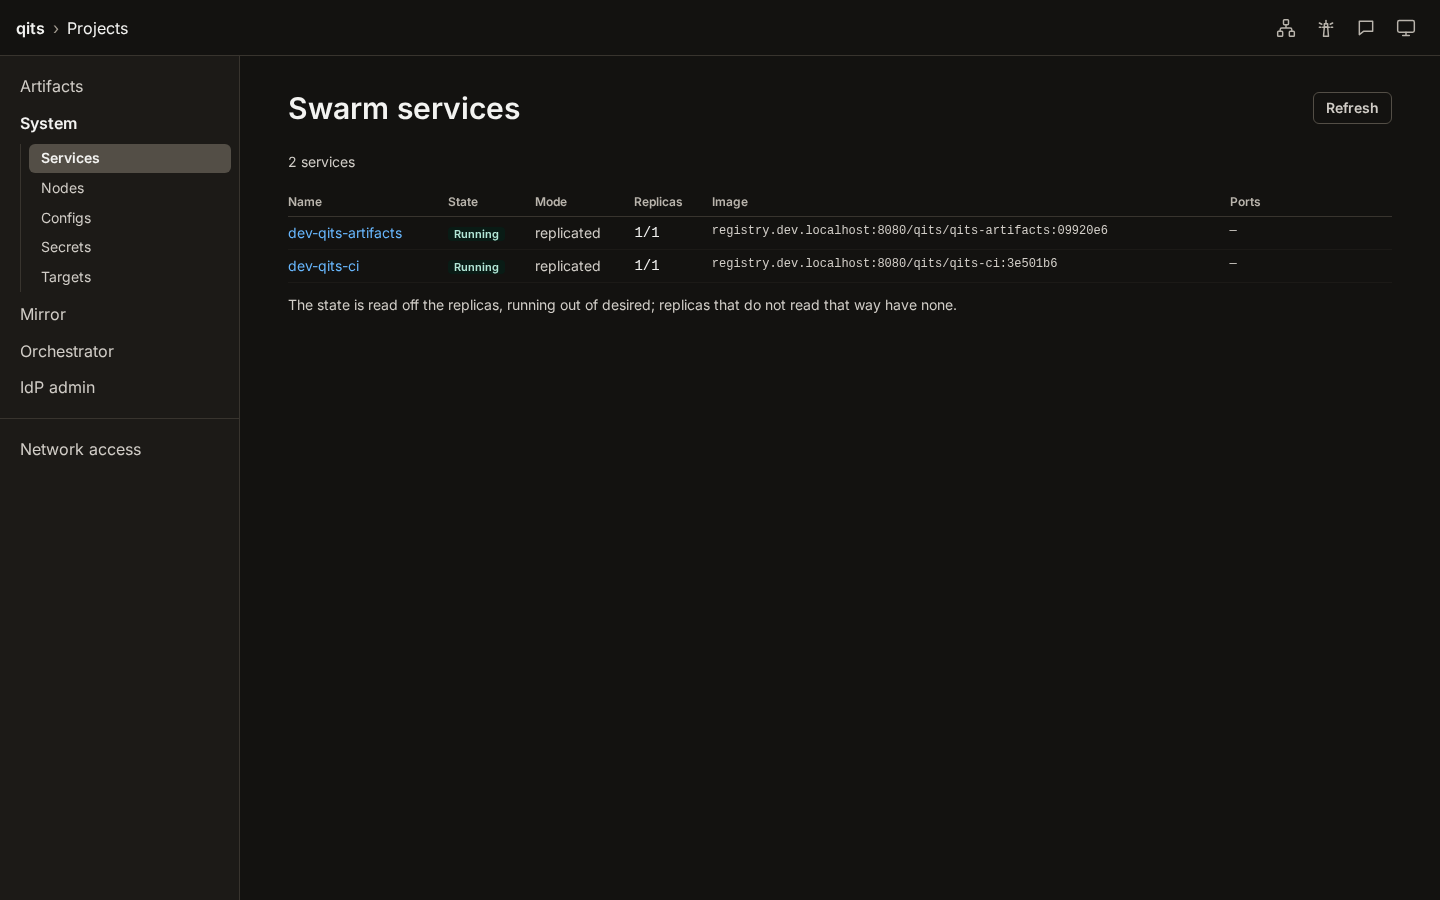 qits › Projects
Artifacts
System
Services
Nodes
Configs
Secrets
Targets
Mirror
Orchestrator
IdP admin
Network access
Swarm services
Refresh
2 services
Name State Mode Replicas Image Ports
dev-qits-artifacts Running replicated 1/1 registry.dev.localhost:8080/qits/qits-artifacts:09920e6 —
dev-qits-ci Running replicated 1/1 registry.dev.localhost:8080/qits/qits-ci:3e501b6 —
The state is read off the replicas, running out of desired; replicas that do not read that way have none.